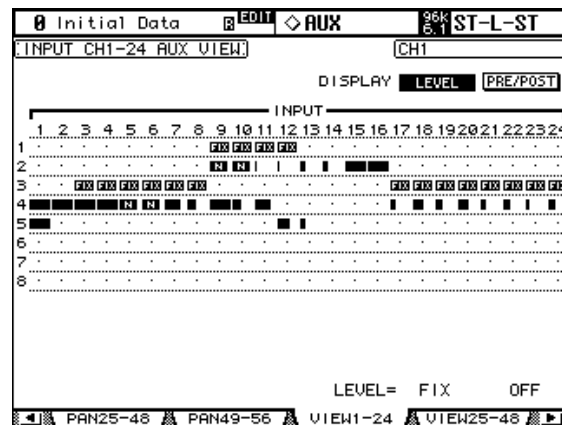 0 Initial Data R EDIT ◇AUX 96k 6.1 ST-L-ST
INPUT CH1-24 AUX VIEW CH1
DISPLAY LEVEL PRE/POST
INPUT
1 2 3 4 5 6 7 8 9 10 11 12 13 14 15 16 17 18 19 20 21 22 23 24
1 FIX FIX FIX FIX
2 N N
3 FIX FIX FIX FIX FIX FIX FIX FIX FIX FIX FIX FIX FIX FIX
4 N N
5
6
7
8
LEVEL= FIX OFF
PAN25-48 PAN49-56 VIEW1-24 VIEW25-48